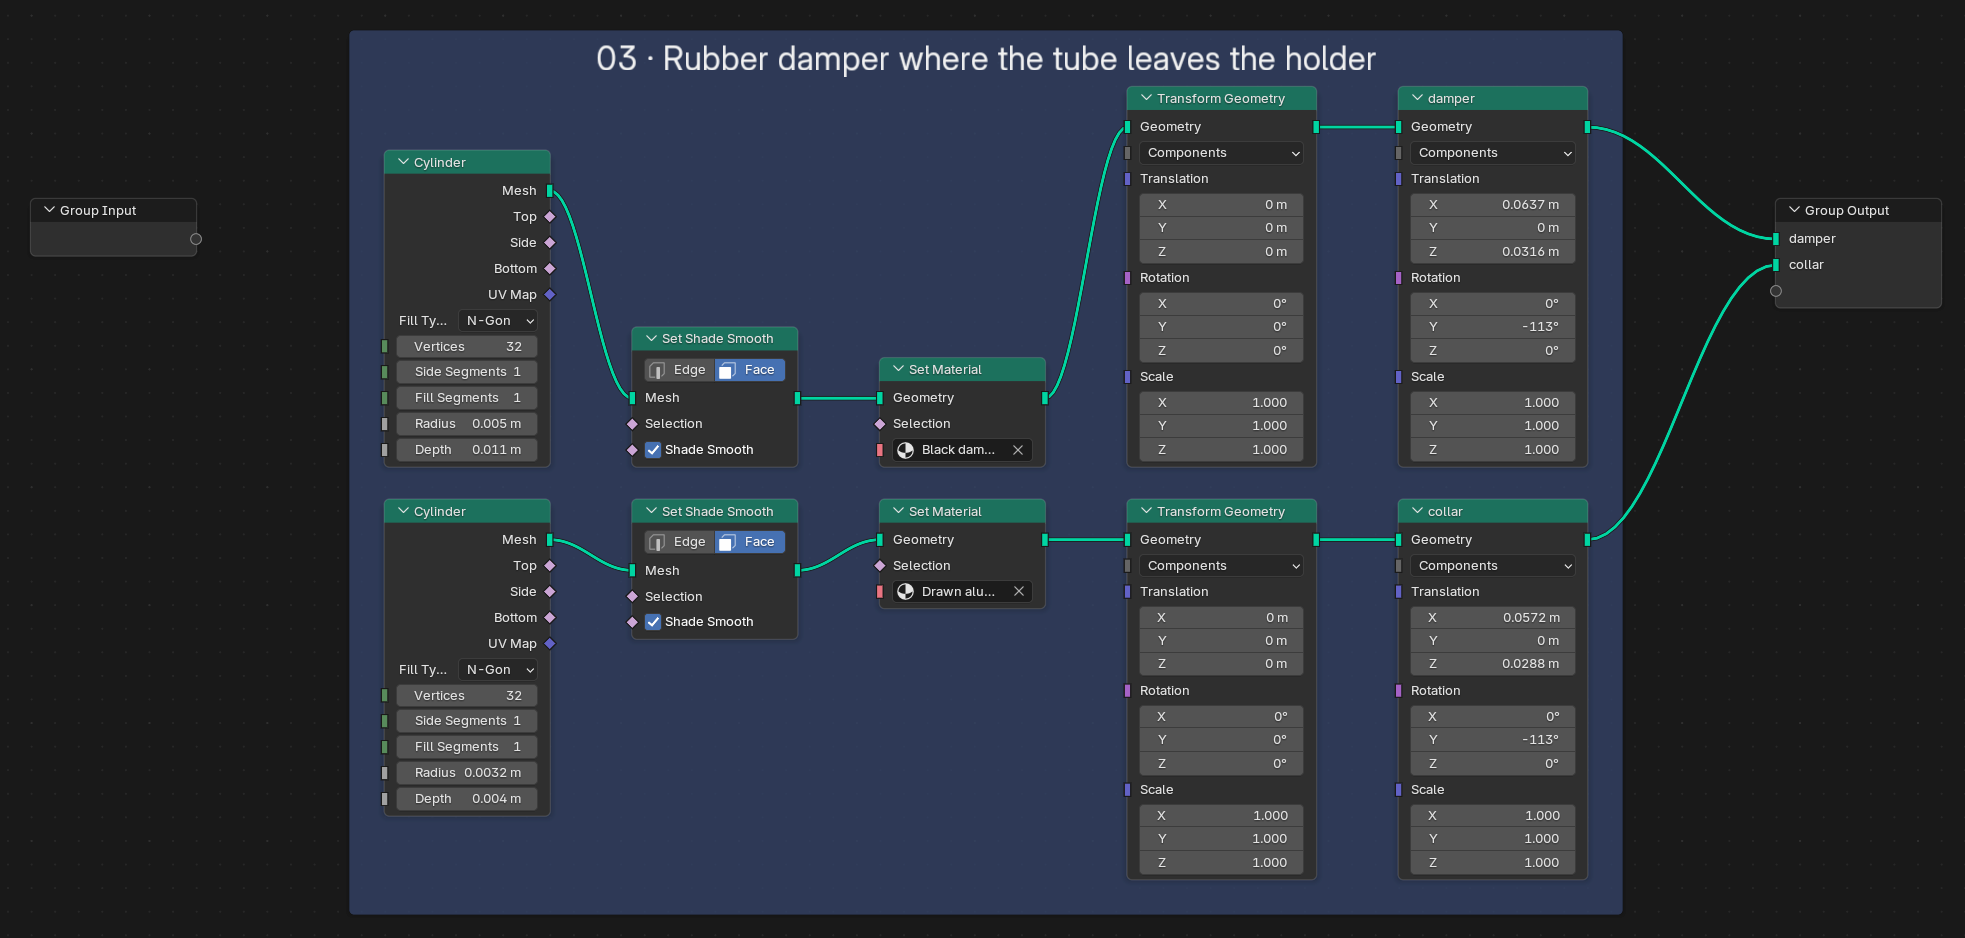 03 · Rubber damper where the tube leaves the holder
Group Input
Cylinder
Mesh
Top
Side
Bottom
UV Map
Fill Ty... N-Gon
Vertices 32
Side Segments 1
Fill Segments 1
Radius 0.005 m
Depth 0.011 m
Set Shade Smooth
Edge Face
Mesh
Selection
Shade Smooth
Set Material
Geometry
Selection
Black dam...
Transform Geometry
Geometry
Components
Translation
X 0 m
Y 0 m
Z 0 m
Rotation
X 0°
Y 0°
Z 0°
Scale
X 1.000
Y 1.000
Z 1.000
damper
Geometry
Components
Translation
X 0.0637 m
Y 0 m
Z 0.0316 m
Rotation
X 0°
Y -113°
Z 0°
Scale
X 1.000
Y 1.000
Z 1.000
Cylinder
Mesh
Top
Side
Bottom
UV Map
Fill Ty... N-Gon
Vertices 32
Side Segments 1
Fill Segments 1
Radius 0.0032 m
Depth 0.004 m
Set Shade Smooth
Edge Face
Mesh
Selection
Shade Smooth
Set Material
Geometry
Selection
Drawn alu...
Transform Geometry
Geometry
Components
Translation
X 0 m
Y 0 m
Z 0 m
Rotation
X 0°
Y 0°
Z 0°
Scale
X 1.000
Y 1.000
Z 1.000
collar
Geometry
Components
Translation
X 0.0572 m
Y 0 m
Z 0.0288 m
Rotation
X 0°
Y -113°
Z 0°
Scale
X 1.000
Y 1.000
Z 1.000
Group Output
damper
collar